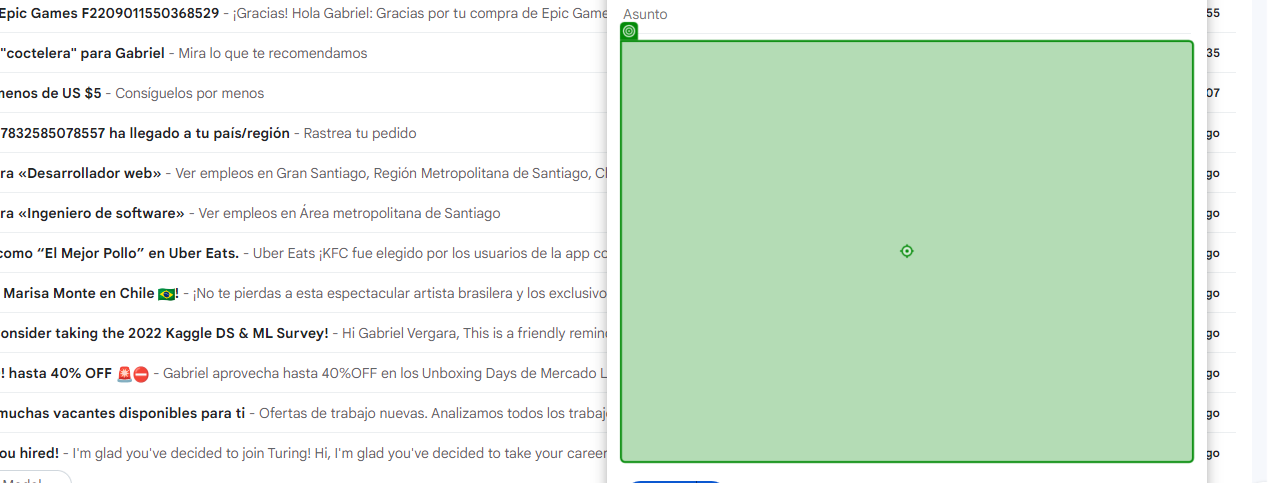 Epic Games F2209011550368529 - ¡Gracias! Hola Gabriel: Gracias por tu compra de Epic Game
Asunto
55
"coctelera" para Gabriel - Mira lo que te recomendamos
35
menos de US $5 - Consíguelos por menos
07
7832585078557 ha llegado a tu país/región - Rastrea tu pedido
go
ra «Desarrollador web» - Ver empleos en Gran Santiago, Región Metropolitana de Santiago, Cl
go
ra «Ingeniero de software» - Ver empleos en Área metropolitana de Santiago
go
como “El Mejor Pollo” en Uber Eats. - Uber Eats ¡KFC fue elegido por los usuarios de la app co
go
Marisa Monte en Chile 🇧🇷! - ¡No te pierdas a esta espectacular artista brasilera y los exclusivo
go
onsider taking the 2022 Kaggle DS & ML Survey! - Hi Gabriel Vergara, This is a friendly remin
go
! hasta 40% OFF 🚨⛔ - Gabriel aprovecha hasta 40%OFF en los Unboxing Days de Mercado L
go
muchas vacantes disponibles para ti - Ofertas de trabajo nuevas. Analizamos todos los trabaj
go
ou hired! - I'm glad you've decided to join Turing! Hi, I'm glad you've decided to take your career
go